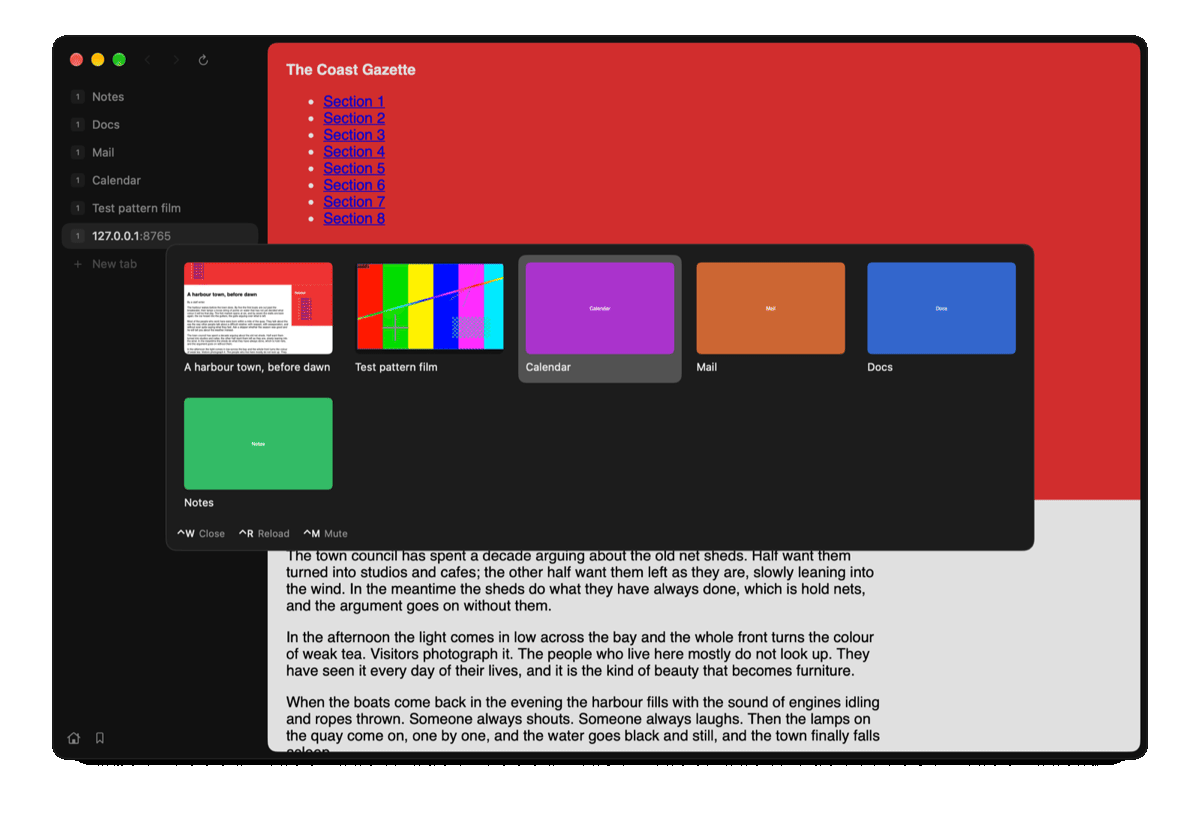 The Coast Gazette
1 Notes
1 Docs
1 Mail
1 Calendar
1 Test pattern film
1 127.0.0.1:8765
+ New tab
Section 1
Section 2
Section 3
Section 4
Section 5
Section 6
Section 7
Section 8
A harbour town, before dawn
Calendar
Mail
Docs
A harbour town, before dawn
Test pattern film
Calendar
Mail
Docs
Notes
Notes
^W Close ^R Reload ^M Mute
The town council has spent a decade arguing about the old net sheds. Half want them
turned into studios and cafes; the other half want them left as they are, slowly leaning into
the wind. In the meantime the sheds do what they have always done, which is hold nets,
and the argument goes on without them.
In the afternoon the light comes in low across the bay and the whole front turns the colour
of weak tea. Visitors photograph it. The people who live here mostly do not look up. They
have seen it every day of their lives, and it is the kind of beauty that becomes furniture.
When the boats come back in the evening the harbour fills with the sound of engines idling
and ropes thrown. Someone always shouts. Someone always laughs. Then the lamps on
the quay come on, one by one, and the water goes black and still, and the town finally falls
asleep.